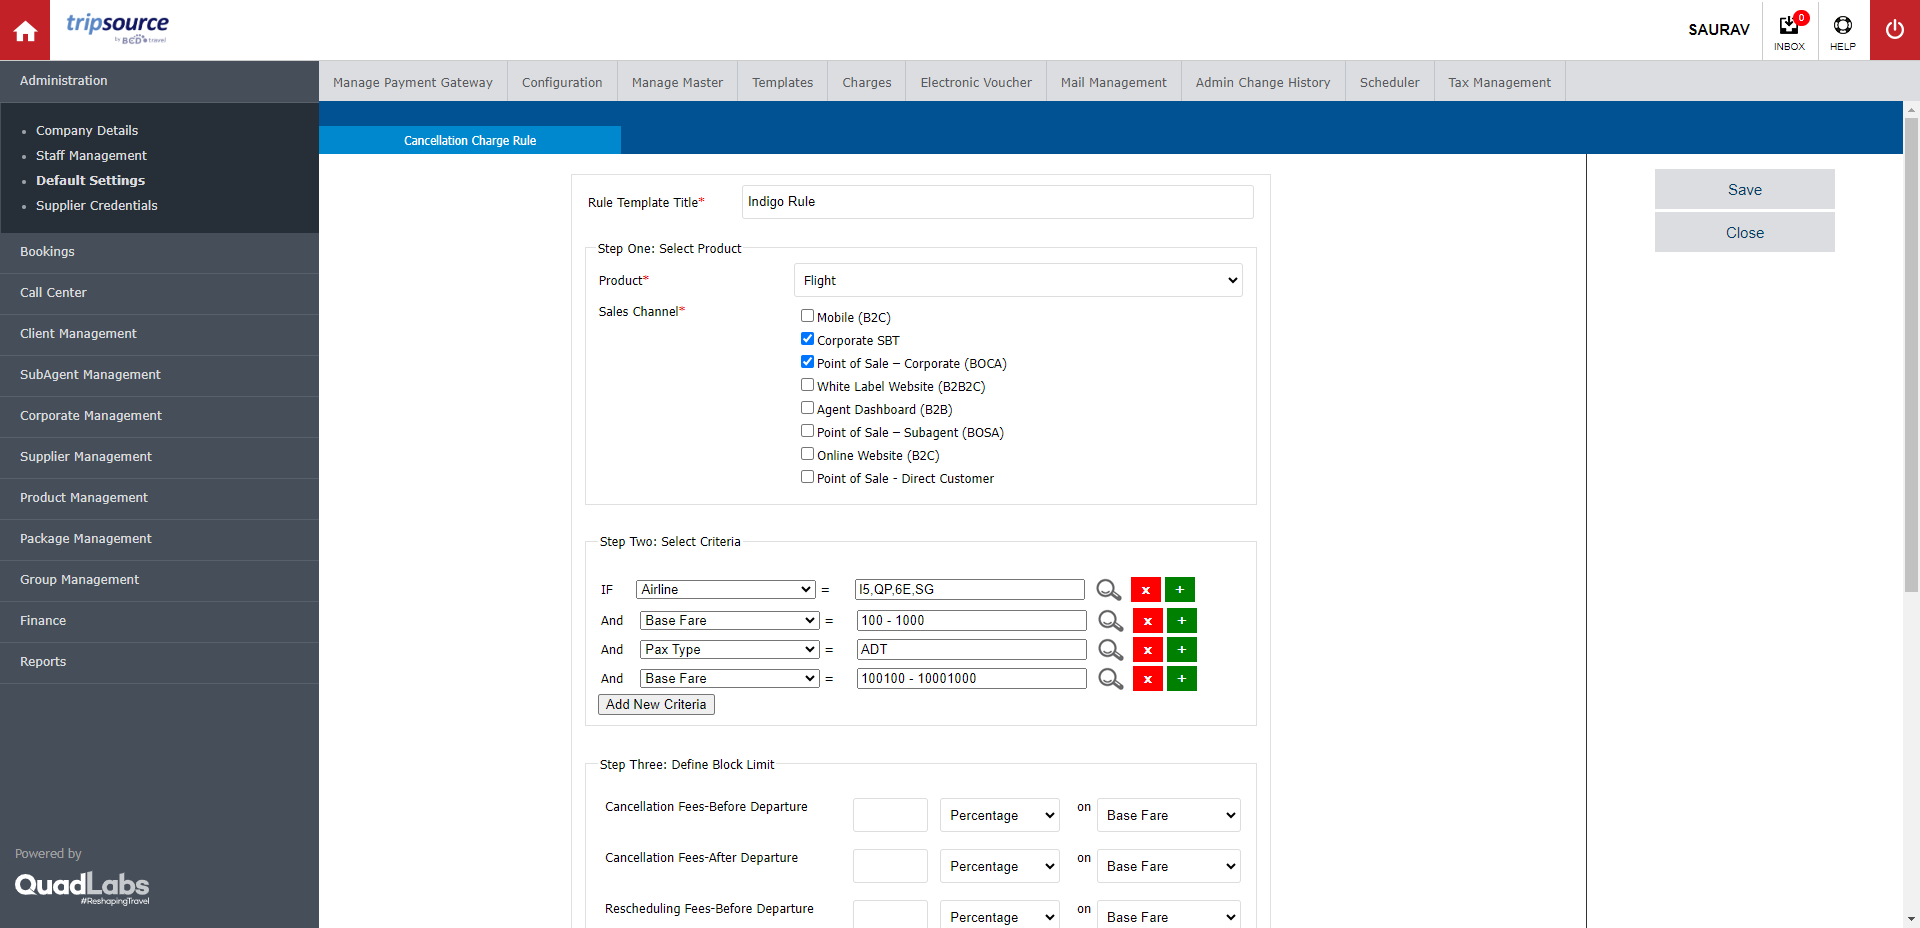 tripsource
by BCD travel
SAURAV
0
INBOX
HELP
Administration
Company Details
Staff Management
Default Settings
Supplier Credentials
Bookings
Call Center
Client Management
SubAgent Management
Corporate Management
Supplier Management
Product Management
Package Management
Group Management
Finance
Reports
Powered by
QuadLabs
#ReshapingTravel
Manage Payment Gateway
Configuration
Manage Master
Templates
Charges
Electronic Voucher
Mail Management
Admin Change History
Scheduler
Tax Management
Cancellation Charge Rule
Rule Template Title* Indigo Rule
Step One: Select Product
Product* Flight
Sales Channel*
Mobile (B2C)
Corporate SBT
Point of Sale – Corporate (BOCA)
White Label Website (B2B2C)
Agent Dashboard (B2B)
Point of Sale – Subagent (BOSA)
Online Website (B2C)
Point of Sale - Direct Customer
Step Two: Select Criteria
IF Airline = I5,QP,6E,SG x +
And Base Fare = 100 - 1000 x +
And Pax Type = ADT x +
And Base Fare = 100100 - 10001000 x +
Add New Criteria
Step Three: Define Block Limit
Cancellation Fees-Before Departure Percentage on Base Fare
Cancellation Fees-After Departure Percentage on Base Fare
Rescheduling Fees-Before Departure Percentage on Base Fare
Save
Close